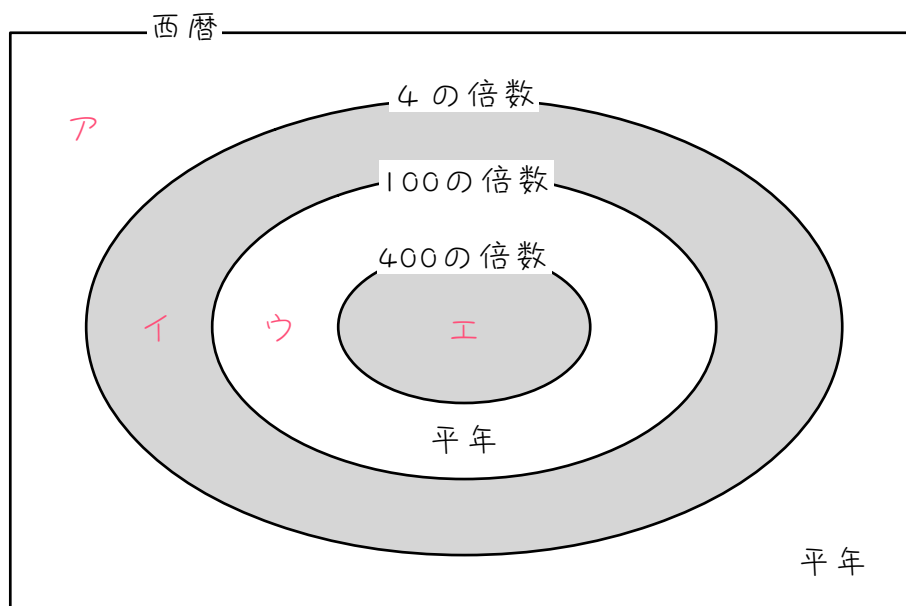 西暦
4の倍数
ア
100の倍数
400の倍数
イ ウ エ
平年
平年